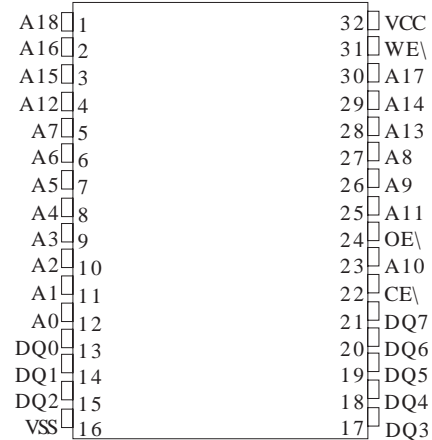 A18 1 32 VCC
A16 2 31 WE\
A15 3 30 A17
A12 4 29 A14
A7 5 28 A13
A6 6 27 A8
A5 7 26 A9
A4 8 25 A11
A3 9 24 OE\
A2 10 23 A10
A1 11 22 CE\
A0 12 21 DQ7
DQ0 13 20 DQ6
DQ1 14 19 DQ5
DQ2 15 18 DQ4
VSS 16 17 DQ3